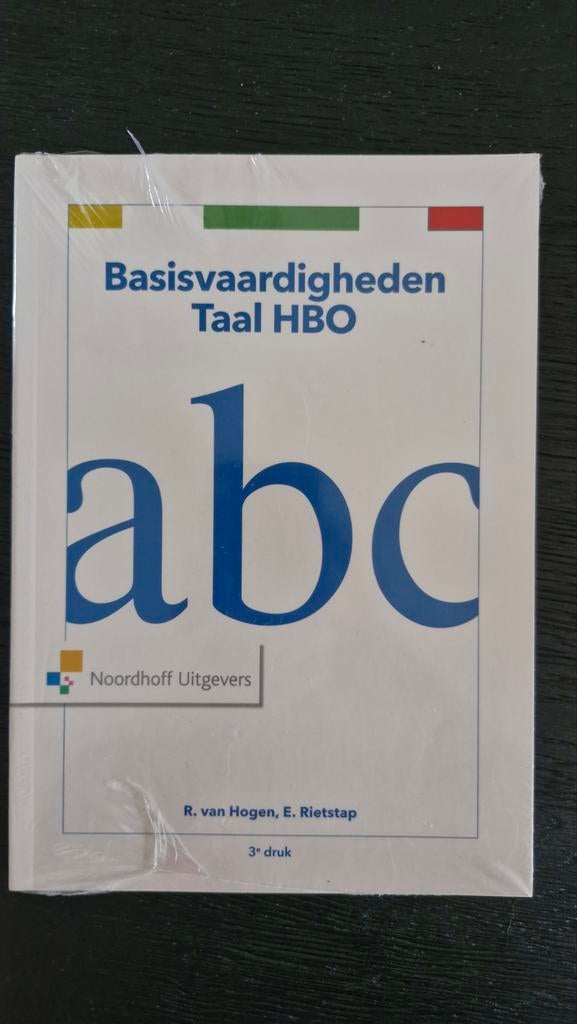 Basisvaardigheden
Taal HBO
abc
Noordhoff Uitgevers
R. van Hogen, E. Rietstap
3e druk